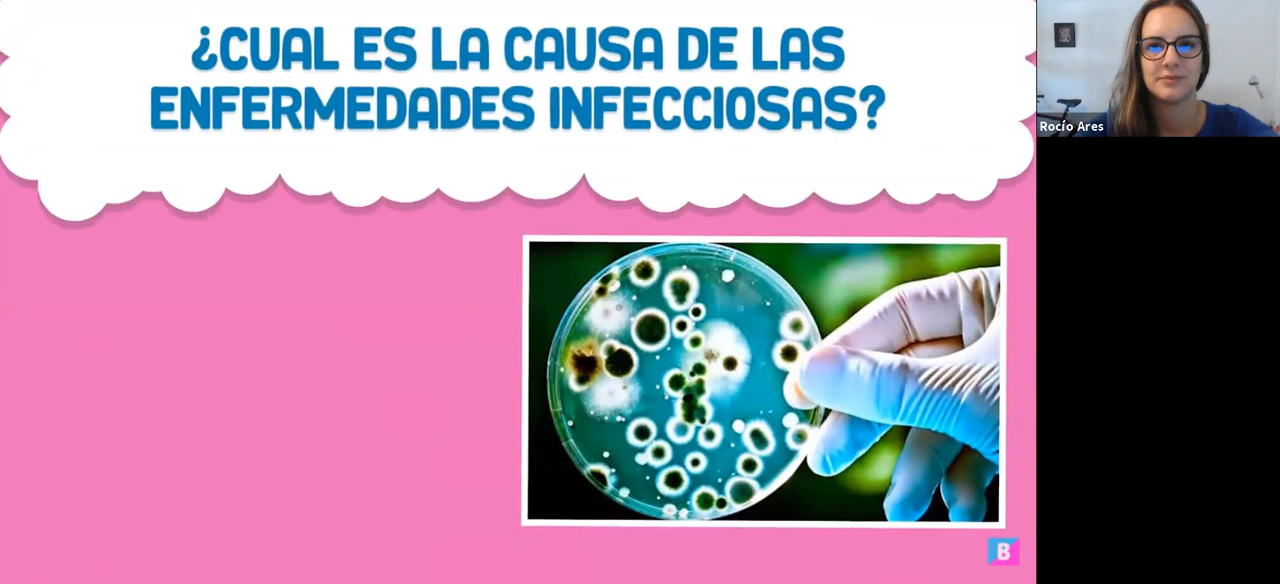 ¿CUAL ES LA CAUSA DE LAS
ENFERMEDADES INFECCIOSAS?
Rocío Ares
B